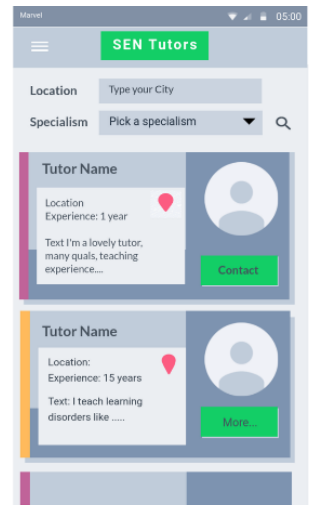 Marvel 05:00
SEN Tutors
Location Type your City
Specialism Pick a specialism
Tutor Name
Location
Experience: 1 year
Text I'm a lovely tutor,
many quals, teaching
experience....
Contact
Tutor Name
Location:
Experience: 15 years
Text: I teach learning
disorders like .....
More...